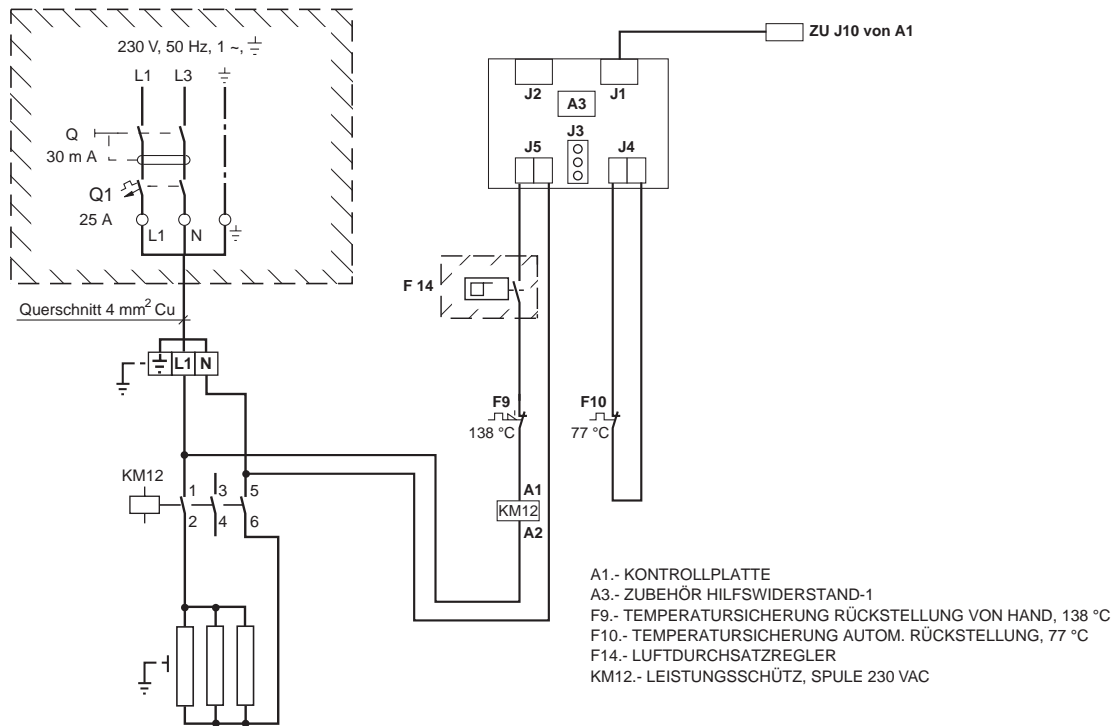 230 V, 50 Hz, 1 ~,
L1 L3
Q
30 m A
Q1
25 A
L1 N
Querschnitt 4 mm² Cu
L1 N
KM12
1 3 5
2 4 6
ZU J10 von A1
J2 J1
A3
J3
J5 J4
F 14
F9
138 °C
F10
77 °C
A1
KM12
A2
A1.- KONTROLLPLATTE
A3.- ZUBEHÖR HILFSWIDERSTAND-1
F9.- TEMPERATURSICHERUNG RÜCKSTELLUNG VON HAND, 138 °C
F10.- TEMPERATURSICHERUNG AUTOM. RÜCKSTELLUNG, 77 °C
F14.- LUFTDURCHSATZREGLER
KM12.- LEISTUNGSSCHÜTZ, SPULE 230 VAC